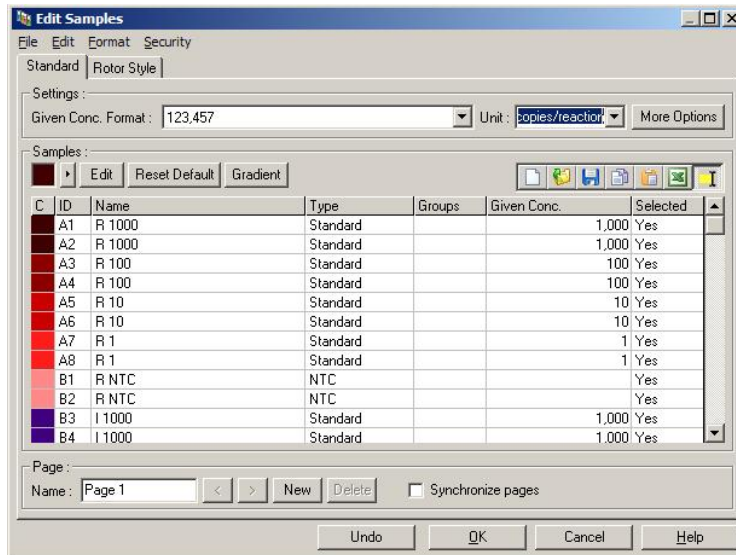 Edit Samples
File Edit Format Security
Standard Rotor Style
Settings :
Given Conc. Format : 123,457 Unit : copies/reaction More Options
Samples :
Edit Reset Default Gradient
C ID Name Type Groups Given Conc. Selected
A1 R 1000 Standard 1,000 Yes
A2 R 1000 Standard 1,000 Yes
A3 R 100 Standard 100 Yes
A4 R 100 Standard 100 Yes
A5 R 10 Standard 10 Yes
A6 R 10 Standard 10 Yes
A7 R 1 Standard 1 Yes
A8 R 1 Standard 1 Yes
B1 R NTC NTC Yes
B2 R NTC NTC Yes
B3 I 1000 Standard 1,000 Yes
B4 I 1000 Standard 1,000 Yes
Page :
Name : Page 1 < > New Delete Synchronize pages
Undo OK Cancel Help